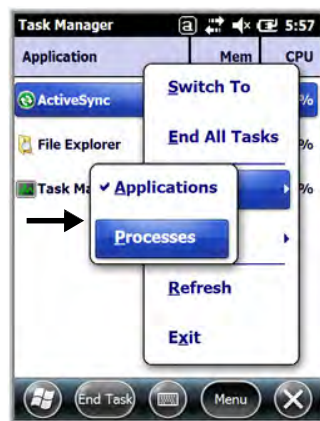 Task Manager a 5:57
Application Mem CPU
ActiveSync %
File Explorer %
Task Ma %
Switch To
End All Tasks
Applications
Processes
Refresh
Exit
End Task Menu